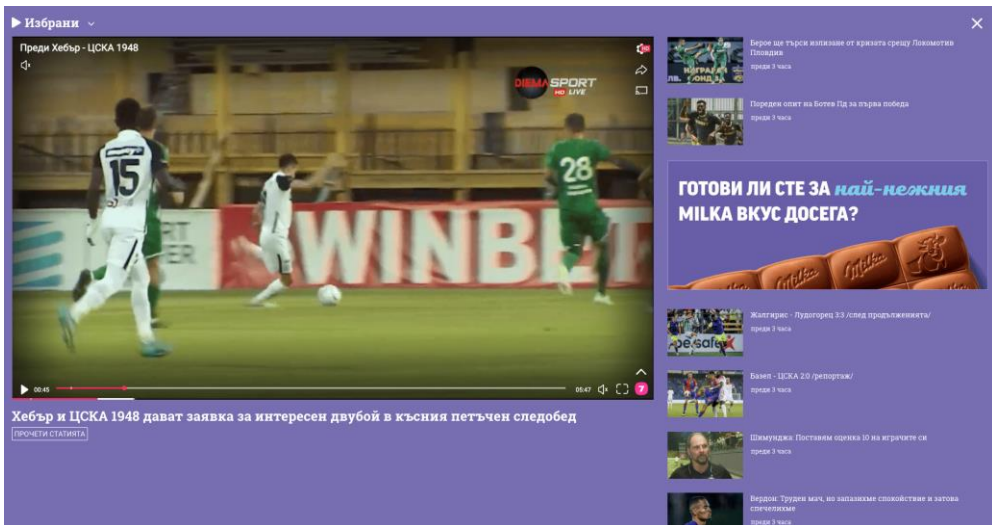 Избрани
Преди Хебър - ЦСКА 1948
DIEMA SPORT
HD LIVE
HD
15
28
WINBET
00:45
05:47
7
Хебър и ЦСКА 1948 дават заявка за интересен двубой в късния петъчен следобед
ПРОЧЕТИ СТАТИЯТА
Берое ще търси излизане от кризата срещу Локомотив
Пловдив
преди 3 часа
Пореден опит на Ботев Пд за първа победа
преди 3 часа
ГОТОВИ ЛИ СТЕ ЗА най-нежния
MILKA ВКУС ДОСЕГА?
Milka
Milka
Жалгирис - Лудогорец 3:3 /след продълженията/
преди 3 часа
Базел - ЦСКА 2:0 /репортаж/
преди 3 часа
Шимунджа: Поставям оценка 10 на играчите си
преди 3 часа
Вердон: Труден мач, но запазихме спокойствие и затова
спечелихме
преди 3 часа